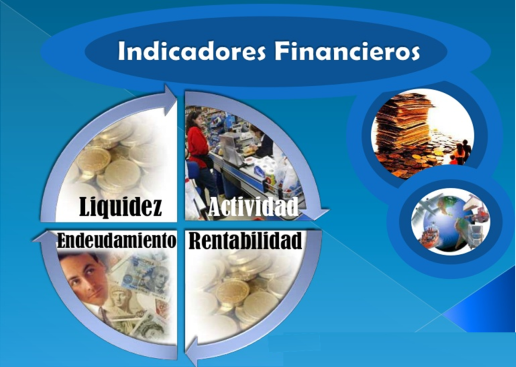 Indicadores Financieros
Liquidez
Actividad
Endeudamiento
Rentabilidad